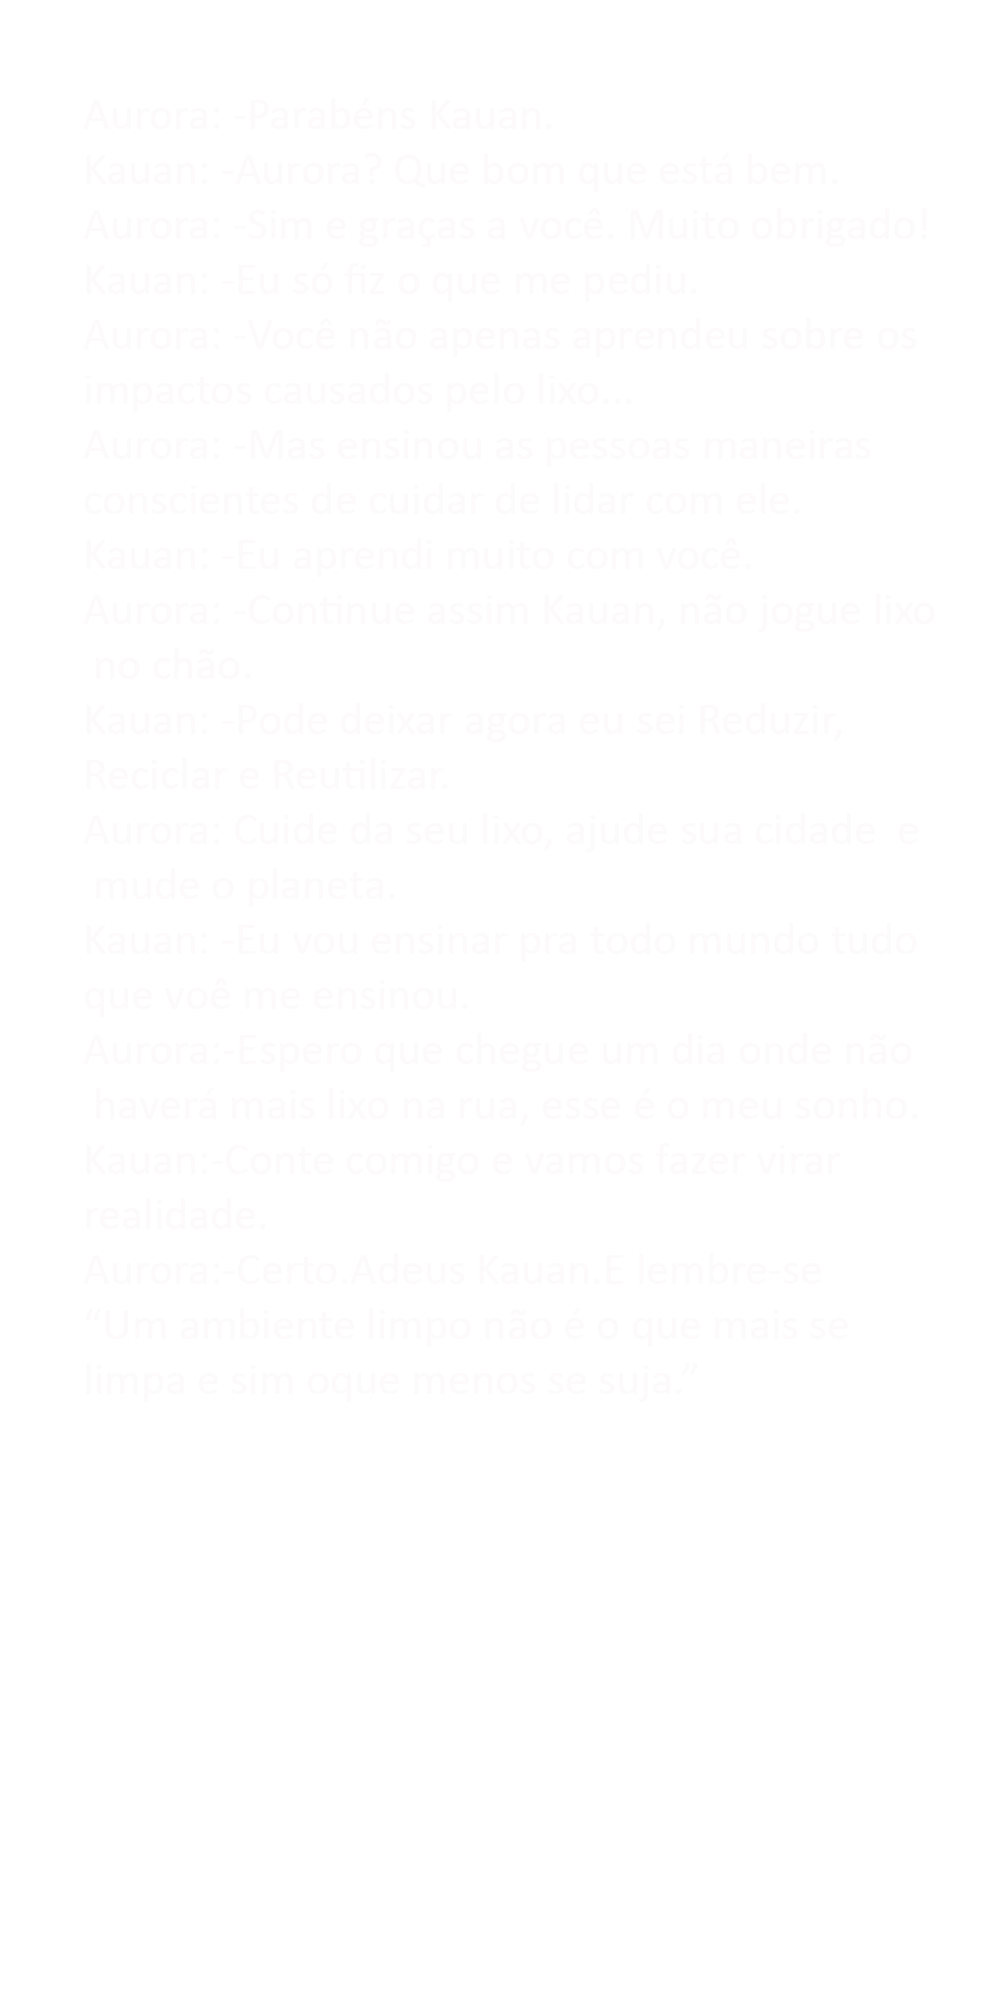 Aurora: -Parabéns Kauan.
Kauan: -Aurora? Que bom que está bem.
Aurora: -Sim e graças a você. Muito obrigado!
Kauan: -Eu só fiz o que me pediu.
Aurora: -Você não apenas aprendeu sobre os
impactos causados pelo lixo...
Aurora: -Mas ensinou as pessoas maneiras
conscientes de cuidar de lidar com ele.
Kauan: -Eu aprendi muito com você.
Aurora: -Continue assim Kauan, não jogue lixo
no chão.
Kauan: -Pode deixar agora eu sei Reduzir,
Reciclar e Reutilizar.
Aurora: Cuide da seu lixo, ajude sua cidade e
mude o planeta.
Kauan: -Eu vou ensinar pra todo mundo tudo
que voê me ensinou.
Aurora:-Espero que chegue um dia onde não
haverá mais lixo na rua, esse é o meu sonho.
Kauan:-Conte comigo e vamos fazer virar
realidade.
Aurora:-Certo.Adeus Kauan.E lembre-se
“Um ambiente limpo não é o que mais se
limpa e sim oque menos se suja.”